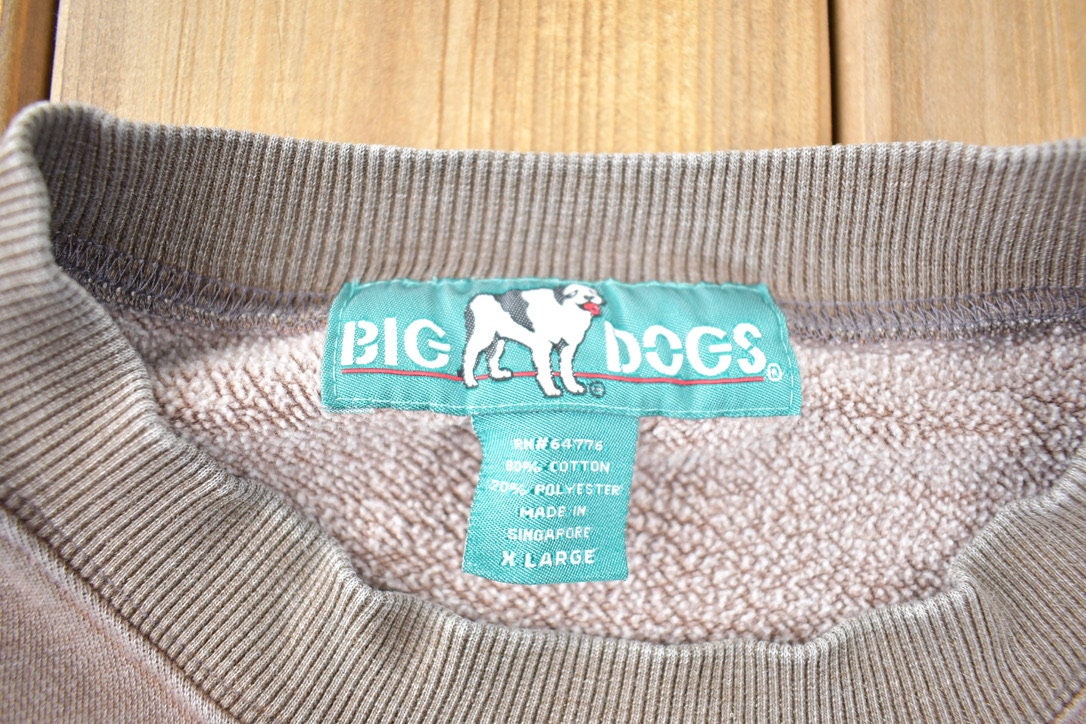 BIG DOGS®
©
RN#64776
80% COTTON
20% POLYESTER
MADE IN
SINGAPORE
X LARGE